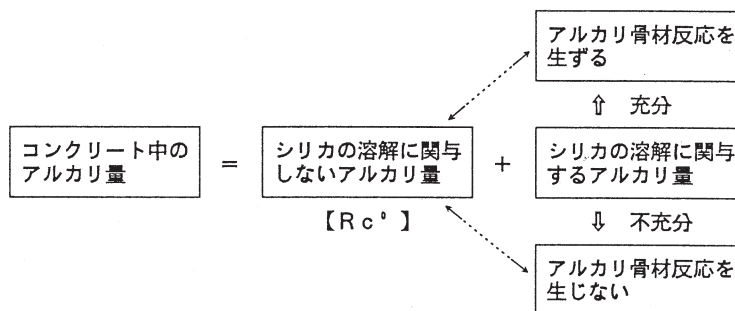 アルカリ骨材反応を
生ずる
⇧ 充分
コンクリート中の
アルカリ量
=
シリカの溶解に関与
しないアルカリ量
+
シリカの溶解に関与
するアルカリ量
【Rc⁰】
⇩ 不充分
アルカリ骨材反応を
生じない